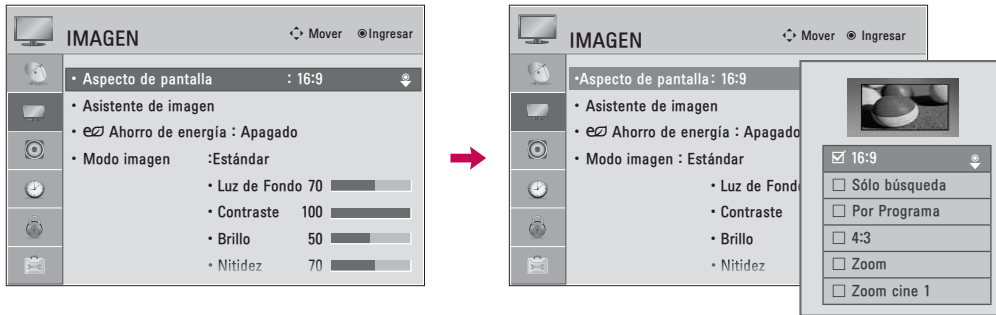 IMAGEN
Mover Ingresar
• Aspecto de pantalla : 16:9
• Asistente de imagen
• Ahorro de energía : Apagado
• Modo imagen :Estándar
• Luz de Fondo 70
• Contraste 100
• Brillo 50
• Nitidez 70
IMAGEN
Mover Ingresar
•Aspecto de pantalla: 16:9
• Asistente de imagen
• Ahorro de energía : Apagado
• Modo imagen : Estándar
• Luz de Fond
• Contraste
• Brillo
• Nitidez
16:9
Sólo búsqueda
Por Programa
4:3
Zoom
Zoom cine 1